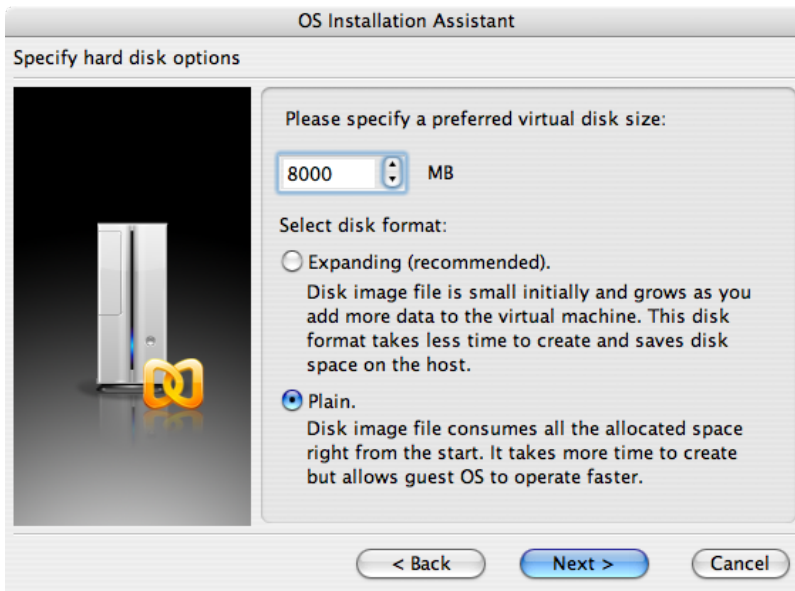 OS Installation Assistant
Specify hard disk options
Please specify a preferred virtual disk size:
8000 MB
Select disk format:
Expanding (recommended).
Disk image file is small initially and grows as you
add more data to the virtual machine. This disk
format takes less time to create and saves disk
space on the host.
Plain.
Disk image file consumes all the allocated space
right from the start. It takes more time to create
but allows guest OS to operate faster.
< Back Next > Cancel